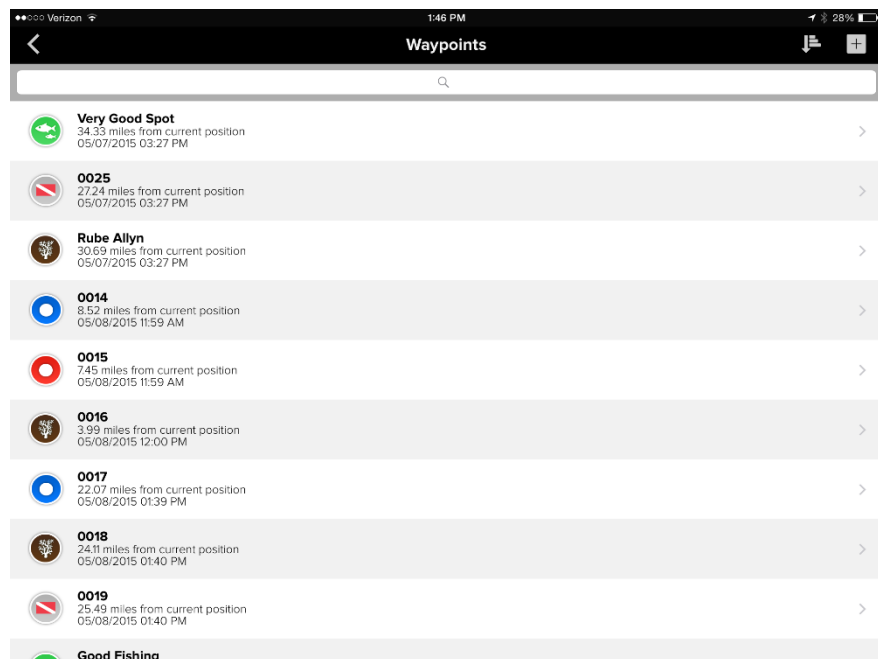 Verizon 1:46 PM 28%
Waypoints
Very Good Spot
34.33 miles from current position
05/07/2015 03:27 PM
0025
27.24 miles from current position
05/07/2015 03:27 PM
Rube Allyn
30.69 miles from current position
05/07/2015 03:27 PM
0014
8.52 miles from current position
05/08/2015 11:59 AM
0015
7.45 miles from current position
05/08/2015 11:59 AM
0016
3.99 miles from current position
05/08/2015 12:00 PM
0017
22.07 miles from current position
05/08/2015 01:39 PM
0018
24.11 miles from current position
05/08/2015 01:40 PM
0019
25.49 miles from current position
05/08/2015 01:40 PM
Good Fishing